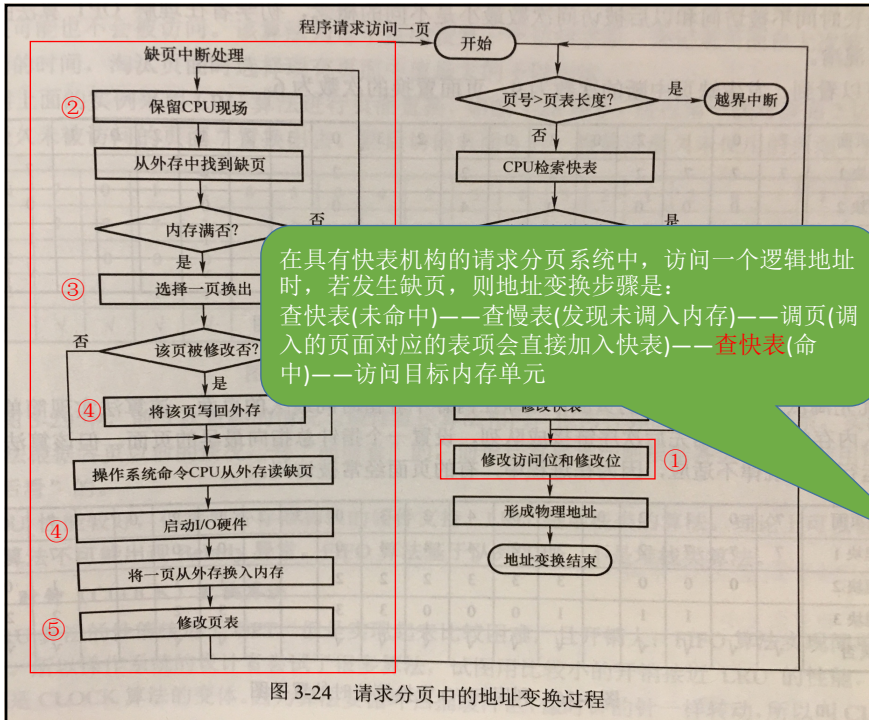 程序请求访问一页
开始
缺页中断处理
② 保留CPU现场
页号>页表长度?
是
越界中断
否
从外存中找到缺页
CPU检索快表
内存满否?
否
是
是
③ 选择一页换出
在具有快表机构的请求分页系统中，访问一个逻辑地址
时，若发生缺页，则地址变换步骤是:
查快表(未命中)——查慢表(发现未调入内存)——调页(调
入的页面对应的表项会直接加入快表)——查快表(命
中)——访问目标内存单元
否
该页被修改否?
是
④ 将该页写回外存
修改快表
操作系统命令CPU从外存读缺页
修改访问位和修改位 ①
④ 启动I/O硬件
形成物理地址
将一页从外存换入内存
地址变换结束
⑤ 修改页表
图 3-24 请求分页中的地址变换过程